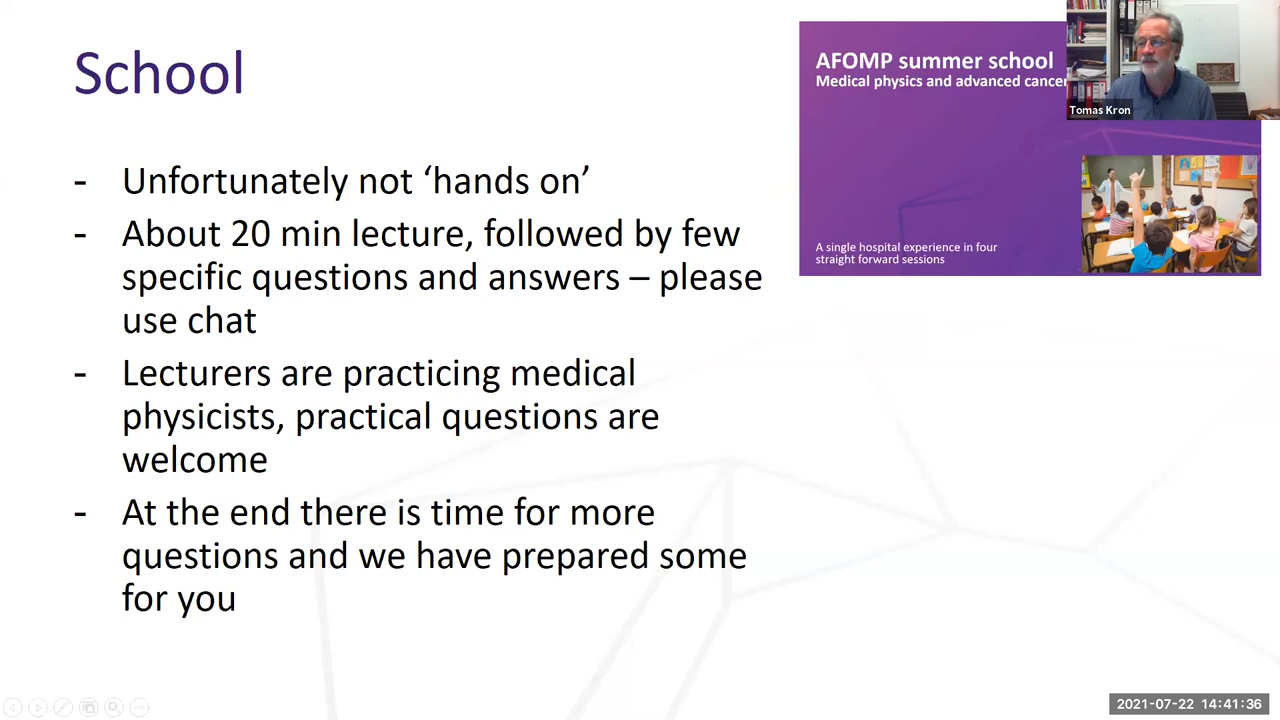 School
- Unfortunately not ‘hands on’
- About 20 min lecture, followed by few
specific questions and answers – please
use chat
- Lecturers are practicing medical
physicists, practical questions are
welcome
- At the end there is time for more
questions and we have prepared some
for you
AFOMP summer school
Medical physics and advanced cancer
A single hospital experience in four
straight forward sessions
Tomas Kron
2021-07-22 14:41:36